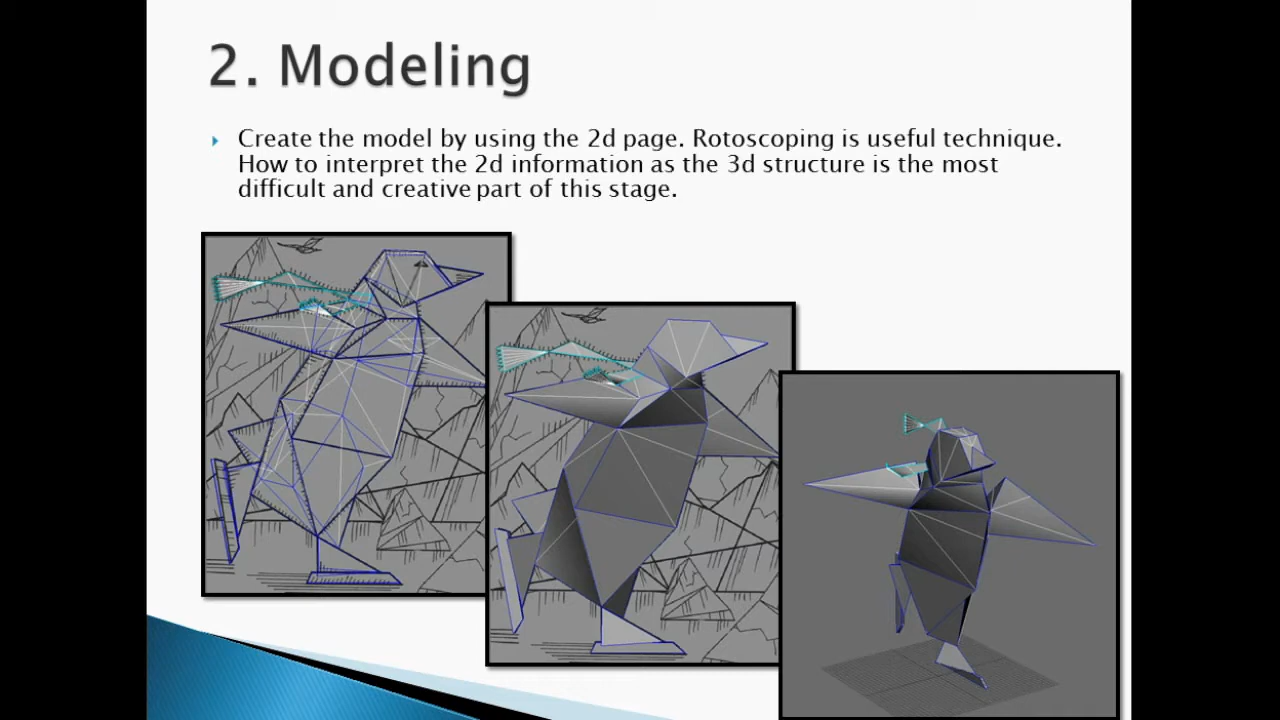 2. Modeling
Create the model by using the 2d page. Rotoscoping is useful technique.
How to interpret the 2d information as the 3d structure is the most
difficult and creative part of this stage.